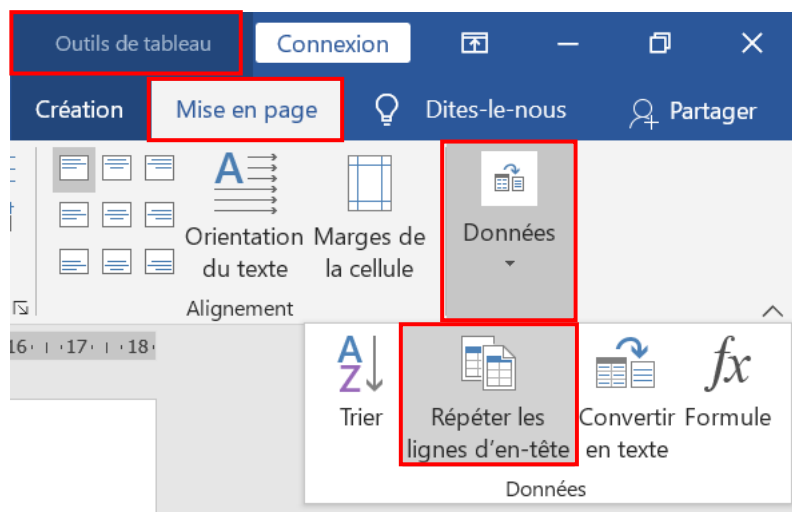 Outils de tableau Connexion
Création Mise en page Dites-le-nous Partager
Orientation Marges de Données
du texte la cellule
Alignement
16 17 18
Trier Répéter les Convertir Formule
lignes d'en-tête en texte
Données